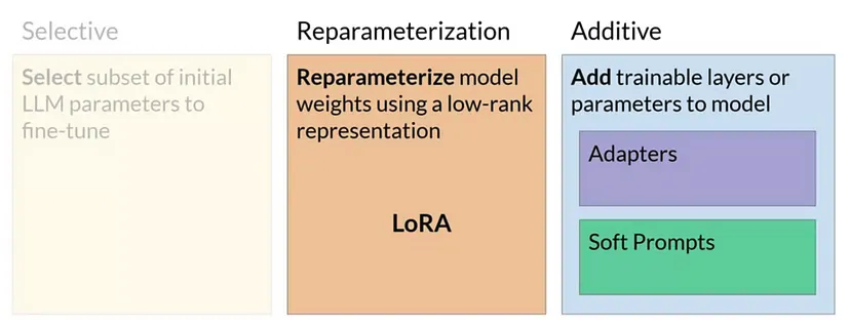 Selective
Select subset of initial
LLM parameters to
fine-tune
Reparameterization
Reparameterize model
weights using a low-rank
representation
LoRA
Additive
Add trainable layers or
parameters to model
Adapters
Soft Prompts